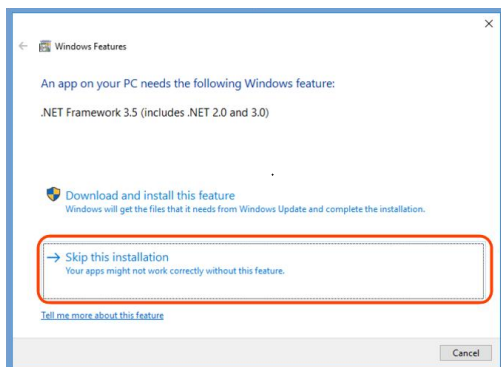 Windows Features
An app on your PC needs the following Windows feature:
.NET Framework 3.5 (includes .NET 2.0 and 3.0)
Download and install this feature
Windows will get the files that it needs from Windows Update and complete the installation.
Skip this installation
Your apps might not work correctly without this feature.
Tell me more about this feature
Cancel